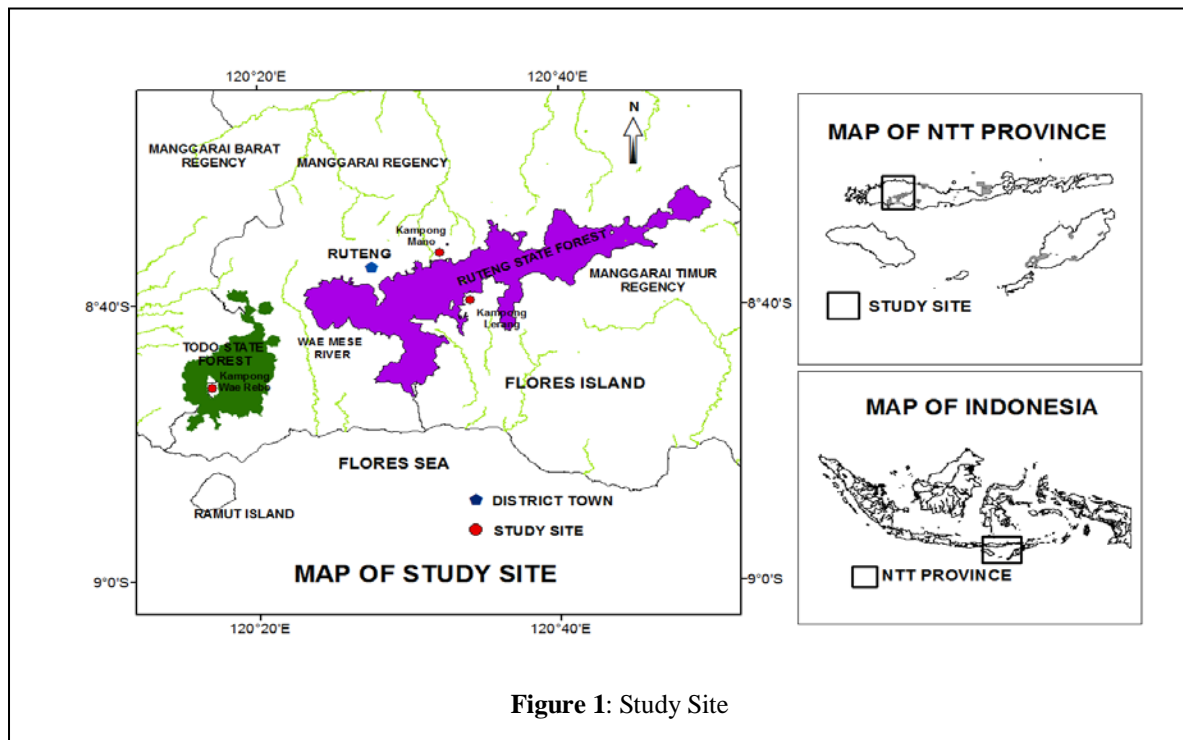 120°20'E
120°40'E
N
MANGGARAI BARAT
REGENCY
MANGGARAI REGENCY
Kampong
Mano
RUTENG
RUTENG STATE FOREST
MANGGARAI TIMUR
REGENCY
8°40'S
8°40'S
Kampong
Lerang
WAE MESE
RIVER
TODO STATE
FOREST
Kampong
Wae Rebo
FLORES ISLAND
FLORES SEA
DISTRICT TOWN
RAMUT ISLAND
STUDY SITE
MAP OF STUDY SITE
9°0'S
9°0'S
120°20'E
120°40'E
MAP OF NTT PROVINCE
STUDY SITE
MAP OF INDONESIA
NTT PROVINCE
Figure 1: Study Site